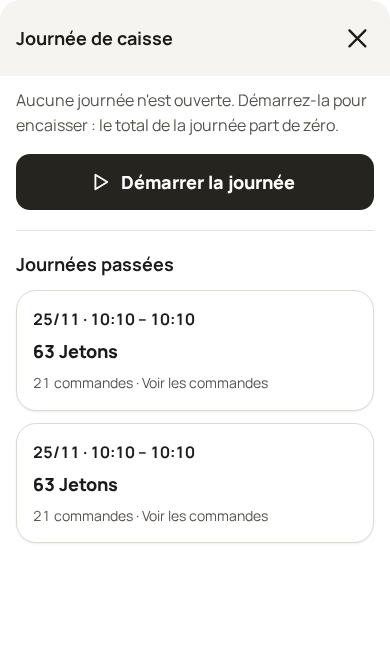 Journée de caisse
Aucune journée n'est ouverte. Démarrez-la pour
encaisser : le total de la journée part de zéro.
Démarrer la journée
Journées passées
25/11 · 10:10 – 10:10
63 Jetons
21 commandes · Voir les commandes
25/11 · 10:10 – 10:10
63 Jetons
21 commandes · Voir les commandes